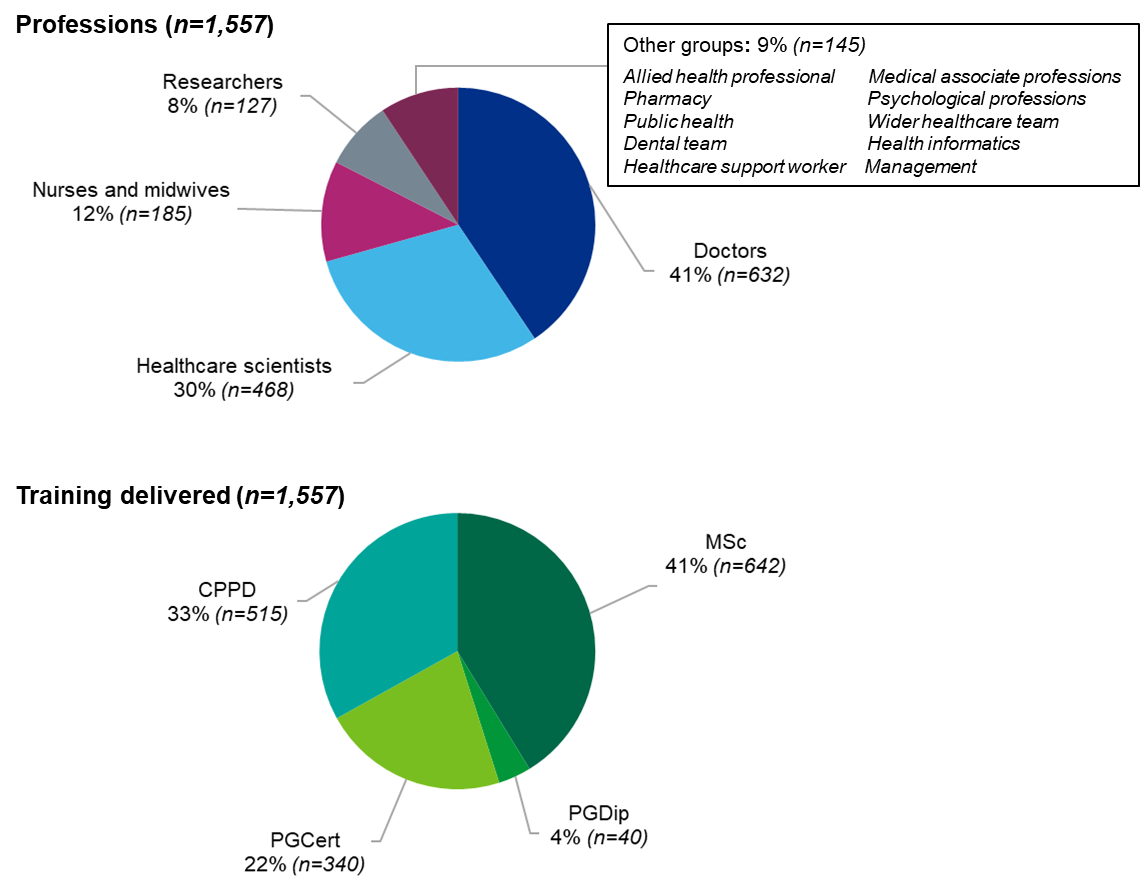 Professions (n=1,557)
Other groups: 9% (n=145)
Allied health professional Medical associate professions
Pharmacy Psychological professions
Public health Wider healthcare team
Dental team Health informatics
Healthcare support worker Management
Researchers
8% (n=127)
Nurses and midwives
12% (n=185)
Doctors
41% (n=632)
Healthcare scientists
30% (n=468)
Training delivered (n=1,557)
MSc
41% (n=642)
CPPD
33% (n=515)
PGDip
4% (n=40)
PGCert
22% (n=340)